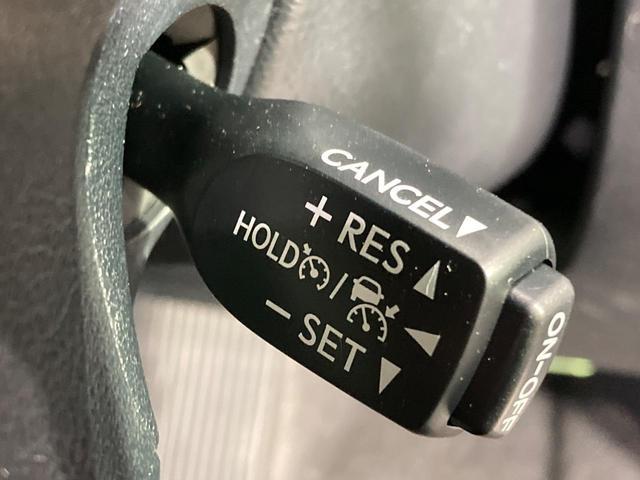 CANCEL▼
+ RES ▲
HOLD / ◀
− SET ▼
ON-OFF